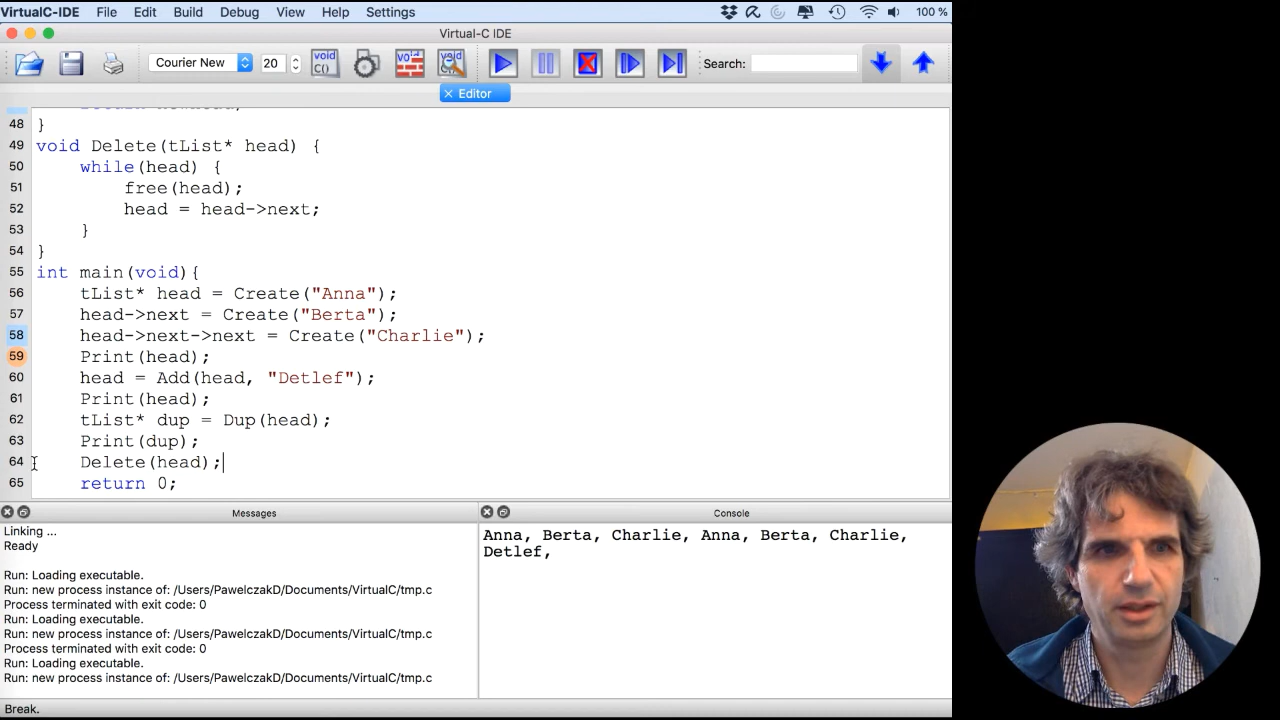 VirtualC-IDE File Edit Build Debug View Help Settings 100 %
Virtual-C IDE
Courier New 20 void C() Search:
Editor
48 }
49 void Delete(tList* head) {
50 while(head) {
51 free(head);
52 head = head->next;
53 }
54 }
55 int main(void){
56 tList* head = Create("Anna");
57 head->next = Create("Berta");
58 head->next->next = Create("Charlie");
59 Print(head);
60 head = Add(head, "Detlef");
61 Print(head);
62 tList* dup = Dup(head);
63 Print(dup);
64 Delete(head);
65 return 0;
Messages
Linking ...
Ready
Run: Loading executable.
Run: new process instance of: /Users/PawelczakD/Documents/VirtualC/tmp.c
Process terminated with exit code: 0
Run: Loading executable.
Run: new process instance of: /Users/PawelczakD/Documents/VirtualC/tmp.c
Process terminated with exit code: 0
Run: Loading executable.
Run: new process instance of: /Users/PawelczakD/Documents/VirtualC/tmp.c
Console
Anna, Berta, Charlie, Anna, Berta, Charlie,
Detlef,
Break.